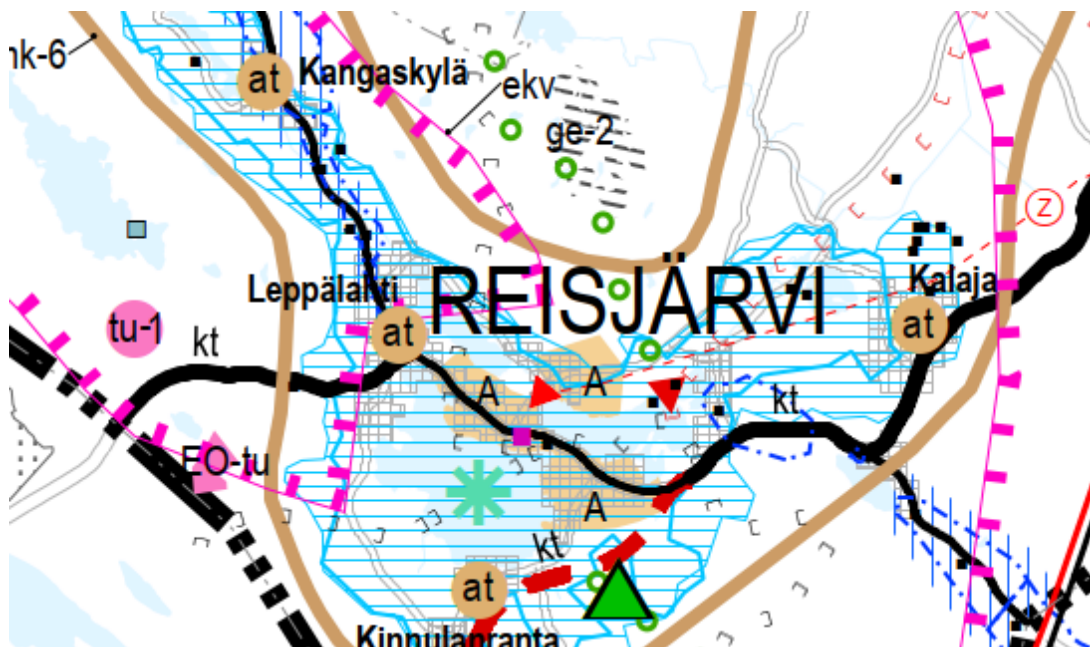 nk-6
at
Kangaskylä
ekv
ge-2
Z
Leppälahti
REISJÄRVI
Kalaja
tu-1
kt
at
at
A
A
kt
EO-tu
A
kt
at
Kinnulanranta